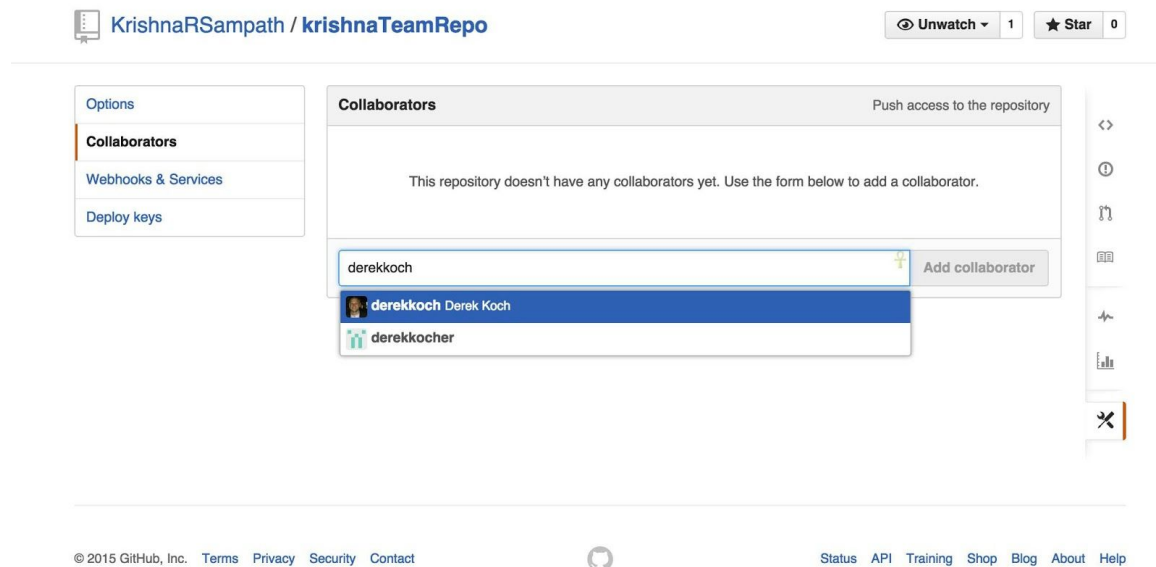 KrishnaRSampath / krishnaTeamRepo
Unwatch 1
Star 0
Options
Collaborators
Webhooks & Services
Deploy keys
Collaborators
Push access to the repository
This repository doesn't have any collaborators yet. Use the form below to add a collaborator.
derekkoch
Add collaborator
derekkoch Derek Koch
derekkocher
© 2015 GitHub, Inc. Terms Privacy Security Contact
Status API Training Shop Blog About Help